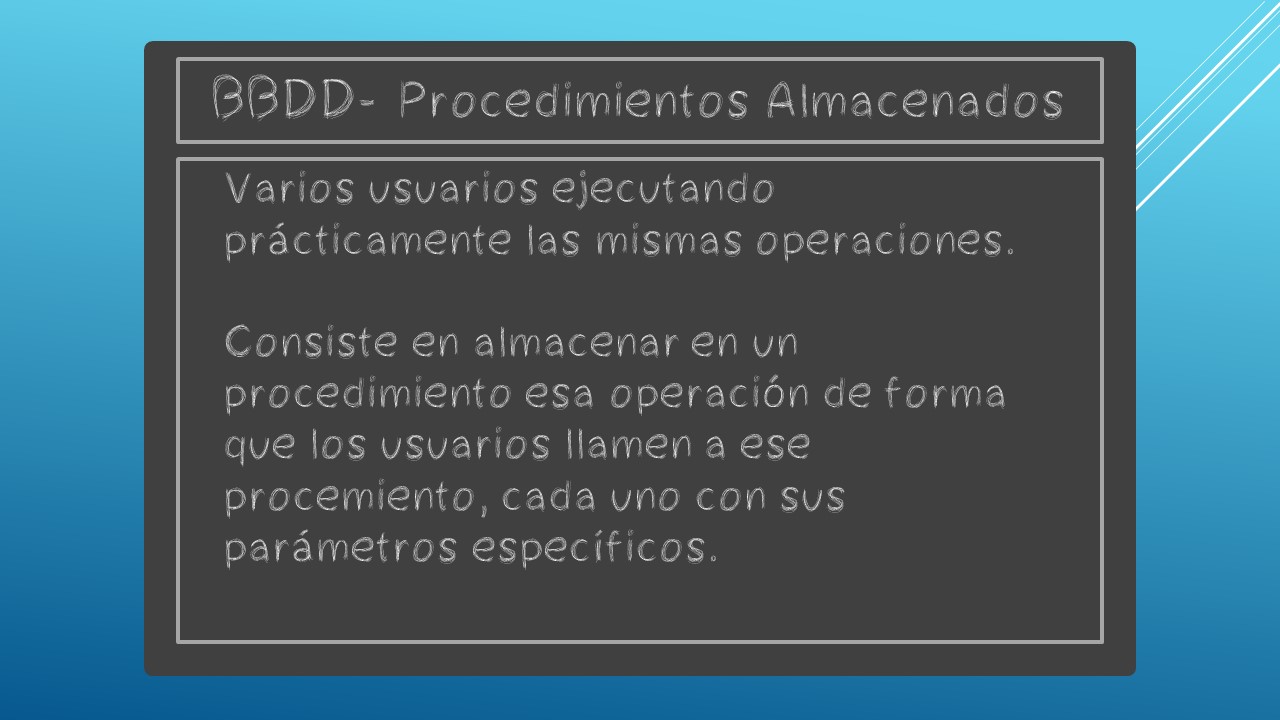 BBDD- Procedimientos Almacenados
Varios usuarios ejecutando
prácticamente las mismas operaciones.
Consiste en almacenar en un
procedimiento esa operación de forma
que los usuarios llamen a ese
procemiento, cada uno con sus
parámetros específicos.